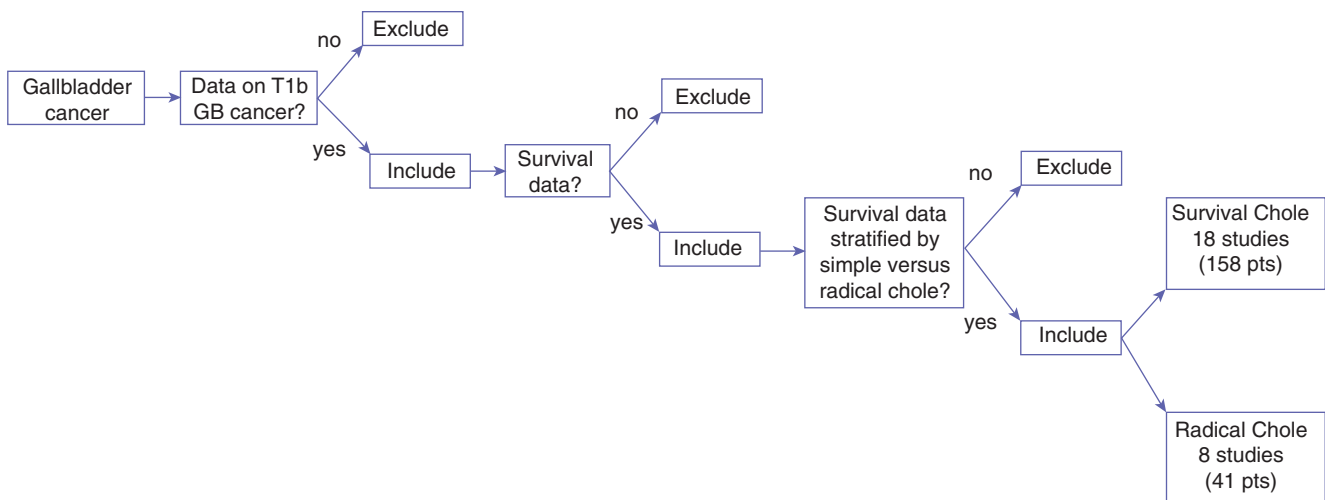 Gallbladder
cancer
Data on T1b
GB cancer?
no
Exclude
yes
Include
Survival
data?
no
Exclude
yes
Include
Survival data
stratified by
simple versus
radical chole?
no
Exclude
yes
Include
Survival Chole
18 studies
(158 pts)
Radical Chole
8 studies
(41 pts)